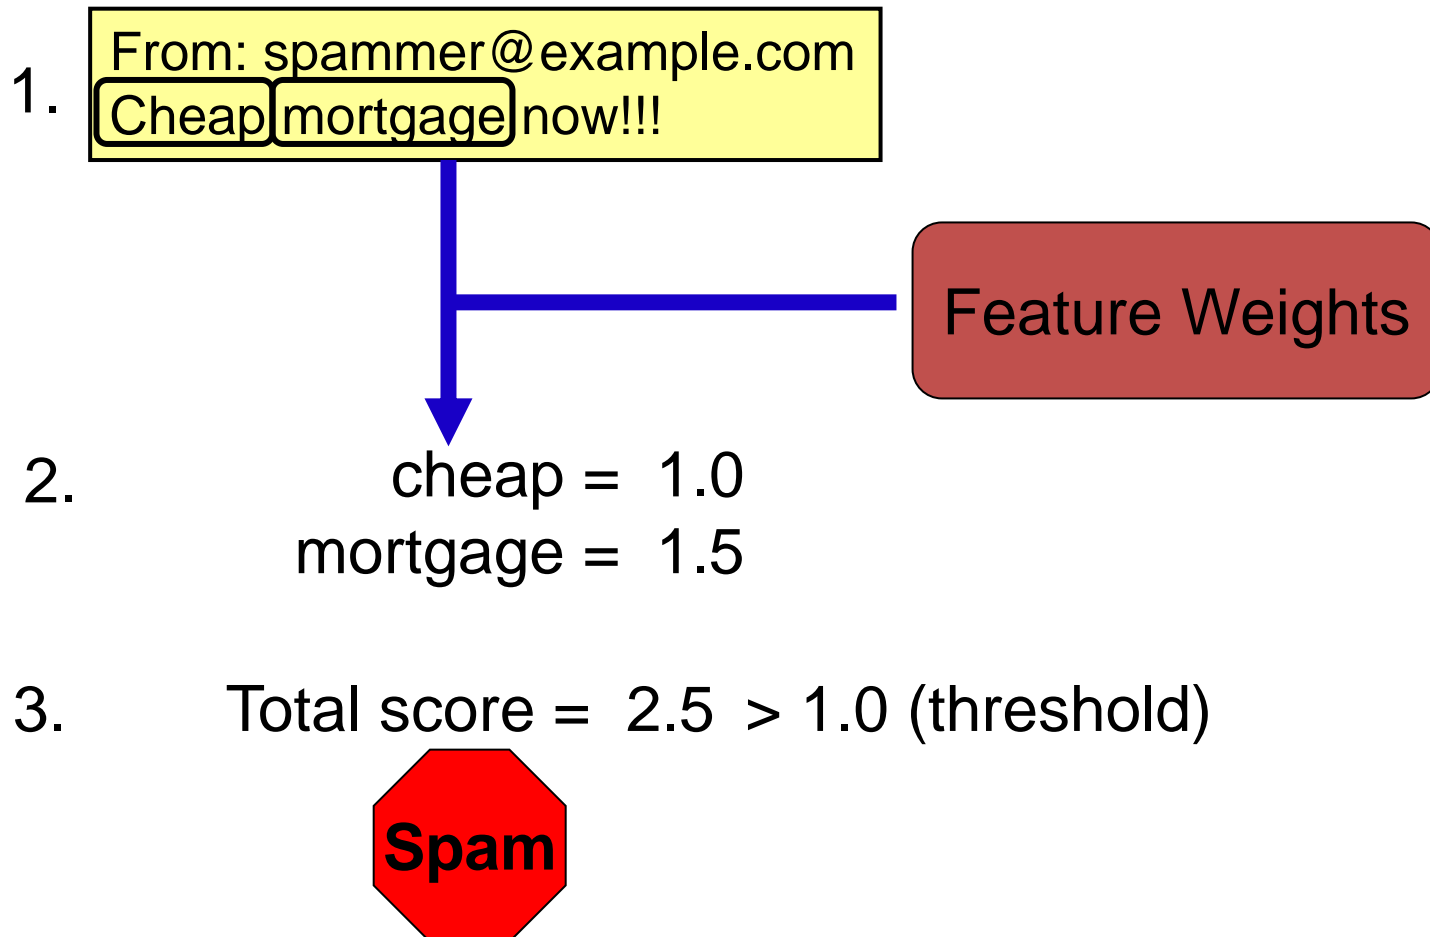 1.
From: spammer@example.com
Cheap mortgage now!!!
Feature Weights
2.
cheap = 1.0
mortgage = 1.5
3.
Total score = 2.5 > 1.0 (threshold)
Spam